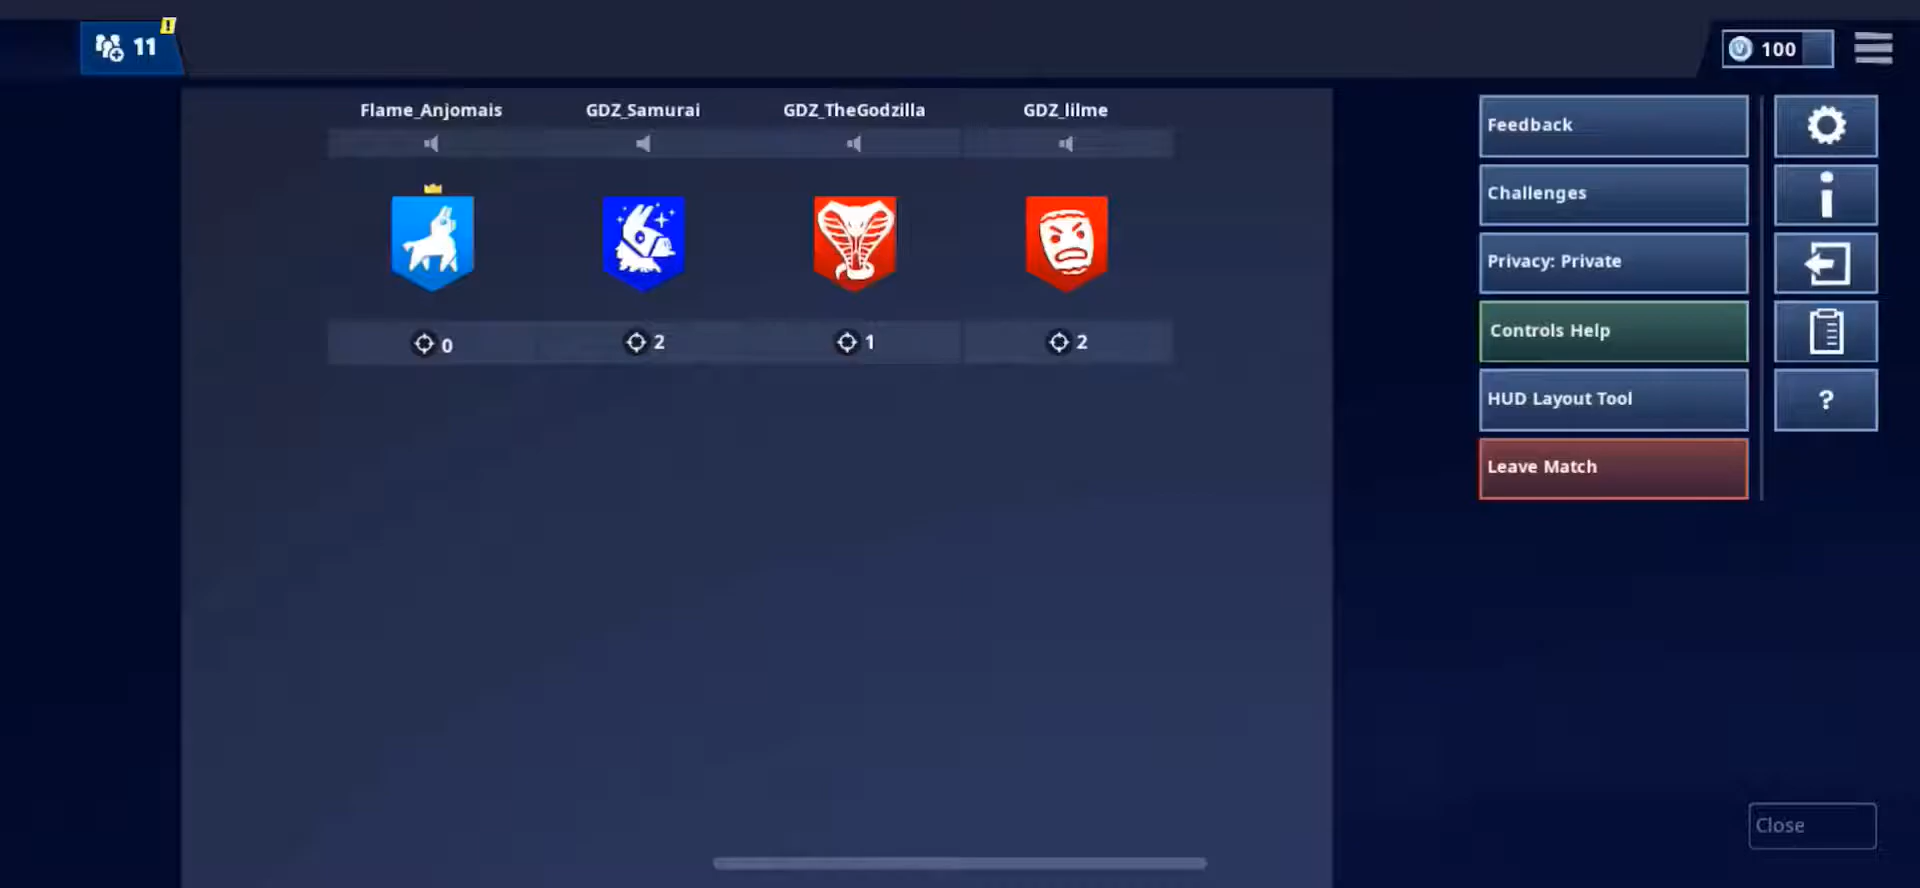 11
!
100
Flame_Anjomais
GDZ_Samurai
GDZ_TheGodzilla
GDZ_lilme
0
2
1
2
Feedback
Challenges
Privacy: Private
Controls Help
HUD Layout Tool
?
Leave Match
Close